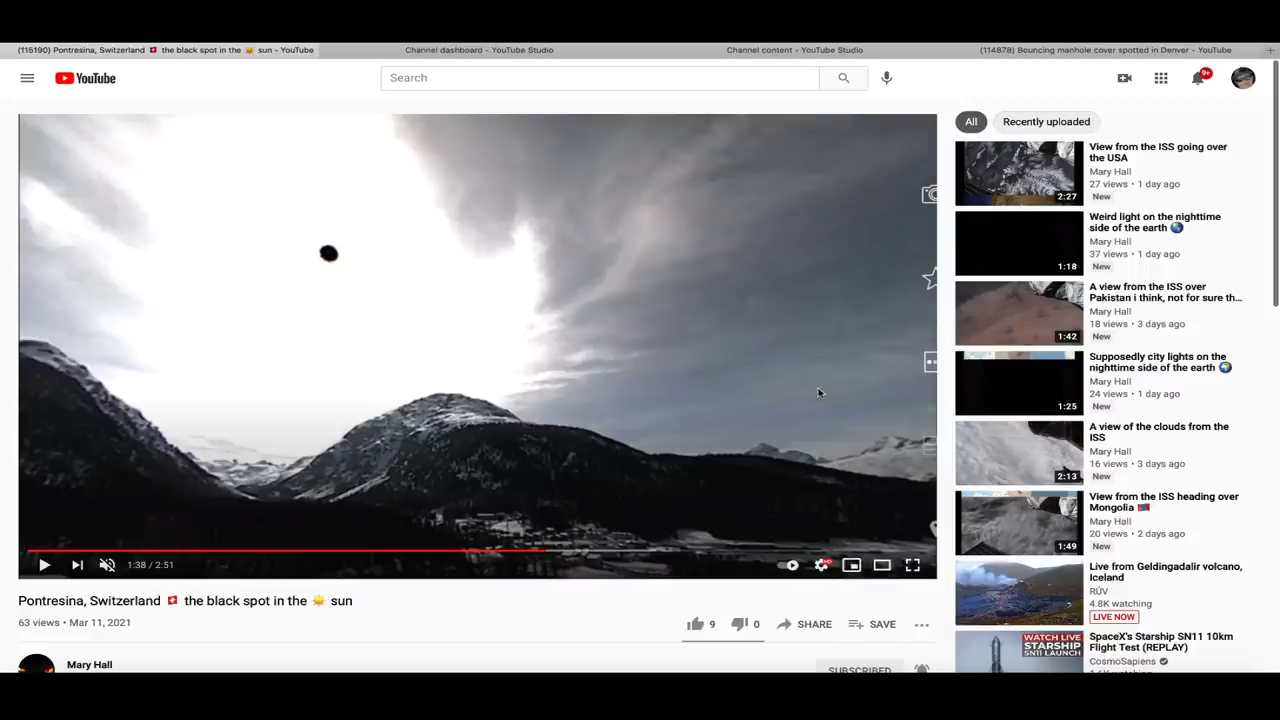 (115190) Pontresina, Switzerland 🇨🇭 the black spot in the ☀️ sun - YouTube
Channel dashboard - YouTube Studio
Channel content - YouTube Studio
(114878) Bouncing manhole cover spotted in Denver - YouTube
YouTube
Search
9+
All
Recently uploaded
View from the ISS going over
the USA
Mary Hall
27 views • 1 day ago
New
2:27
Weird light on the nighttime
side of the earth 🌎
Mary Hall
37 views • 1 day ago
New
1:18
A view from the ISS over
Pakistan i think, not for sure th...
Mary Hall
18 views • 3 days ago
New
1:42
Supposedly city lights on the
nighttime side of the earth 🌎
Mary Hall
24 views • 1 day ago
New
1:25
A view of the clouds from the
ISS
Mary Hall
16 views • 3 days ago
New
2:13
View from the ISS heading over
Mongolia 🇲🇳
Mary Hall
20 views • 2 days ago
New
1:49
Live from Geldingadalir volcano,
Iceland
RÚV
4.8K watching
LIVE NOW
SpaceX's Starship SN11 10km
Flight Test (REPLAY)
CosmoSapiens
WATCH LIVE
STARSHIP
SN11 LAUNCH
1:38 / 2:51
Pontresina, Switzerland 🇨🇭 the black spot in the ☀️ sun
63 views • Mar 11, 2021
9
0
SHARE
SAVE
Mary Hall
SUBSCRIBED